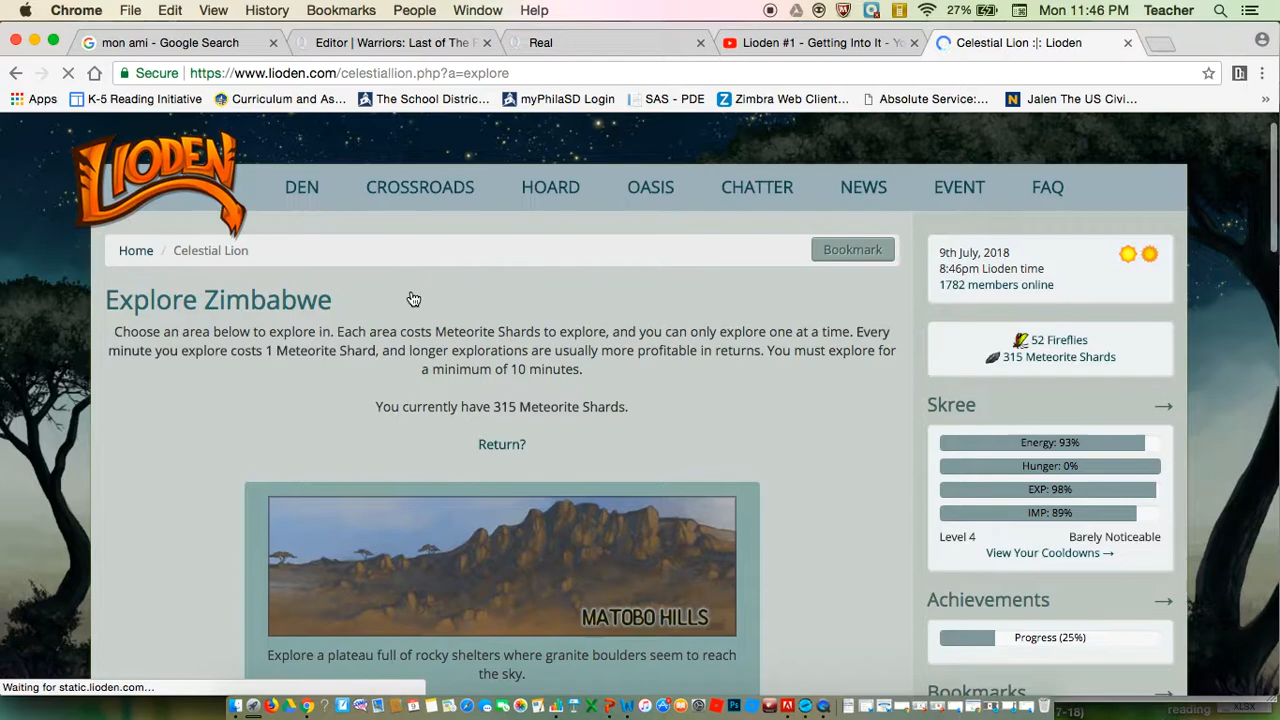 Chrome File Edit View History Bookmarks People Window Help 27% Mon 11:46 PM Teacher
mon ami - Google Search Editor | Warriors: Last of The F Real Lioden #1 - Getting Into It - Yo Celestial Lion :|: Lioden
Secure https://www.lioden.com/celestiallion.php?a=explore
Apps K-5 Reading Initiative Curriculum and As... The School Distric... myPhilaSD Login SAS - PDE Zimbra Web Client... Absolute Service:... Jalen The US Civi... »
LIODEN
DEN CROSSROADS HOARD OASIS CHATTER NEWS EVENT FAQ
Home / Celestial Lion Bookmark
Explore Zimbabwe
Choose an area below to explore in. Each area costs Meteorite Shards to explore, and you can only explore one at a time. Every
minute you explore costs 1 Meteorite Shard, and longer explorations are usually more profitable in returns. You must explore for
a minimum of 10 minutes.
You currently have 315 Meteorite Shards.
Return?
MATOBO HILLS
Explore a plateau full of rocky shelters where granite boulders seem to reach
the sky.
9th July, 2018
8:46pm Lioden time
1782 members online
52 Fireflies
315 Meteorite Shards
Skree →
Energy: 93%
Hunger: 0%
EXP: 98%
IMP: 89%
Level 4 Barely Noticeable
View Your Cooldowns →
Achievements →
Progress (25%)
Bookmarks →
Waiting for static.lioden.com...
7-18) reading XLSX